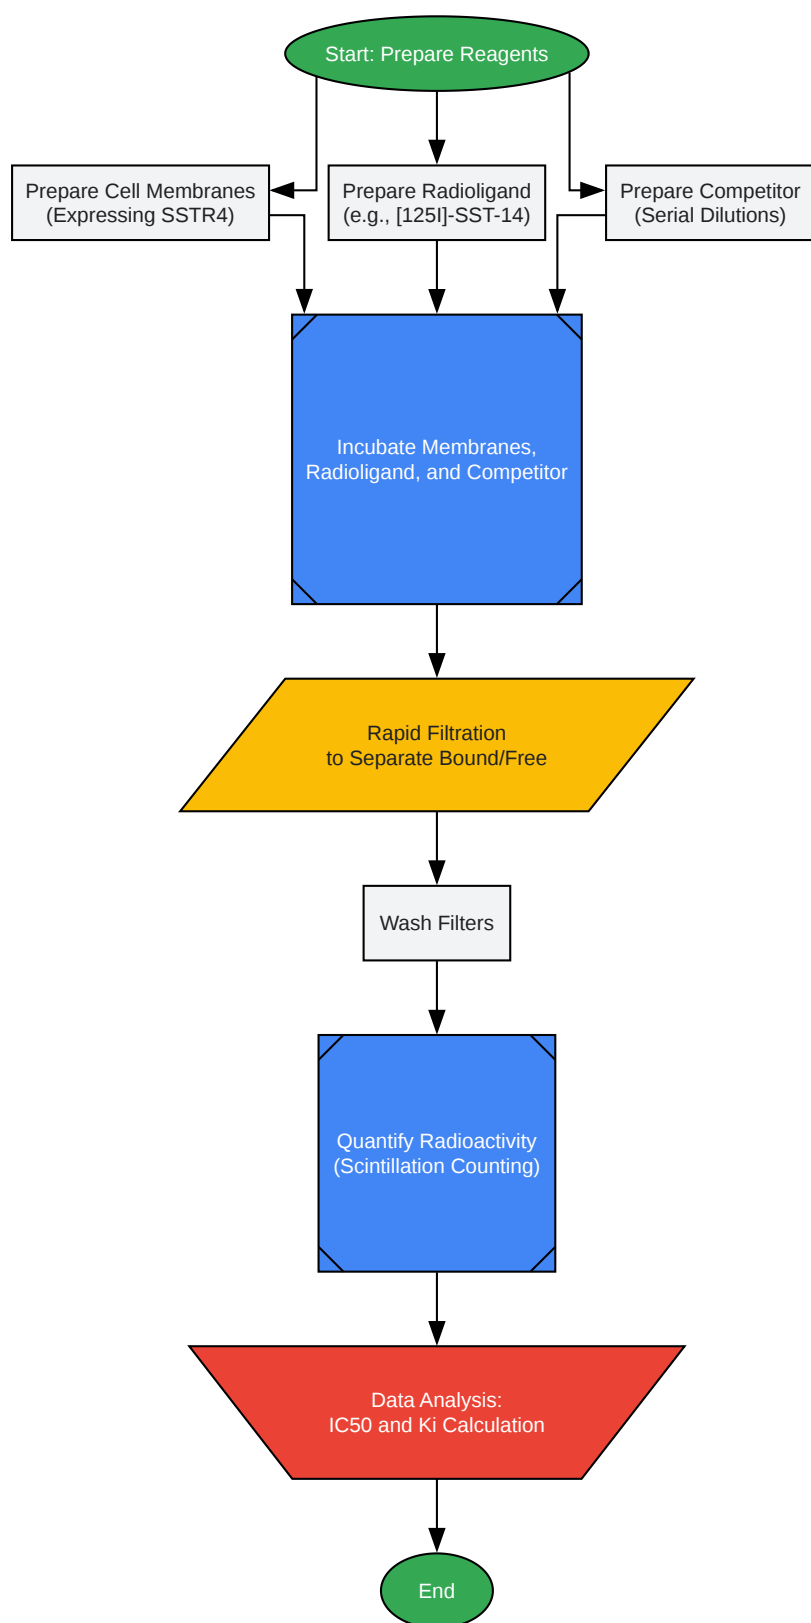 Start: Prepare Reagents
Prepare Cell Membranes
(Expressing SSTR4)
Prepare Radioligand
(e.g., [125I]-SST-14)
Prepare Competitor
(Serial Dilutions)
Incubate Membranes,
Radioligand, and Competitor
Rapid Filtration
to Separate Bound/Free
Wash Filters
Quantify Radioactivity
(Scintillation Counting)
Data Analysis:
IC50 and Ki Calculation
End